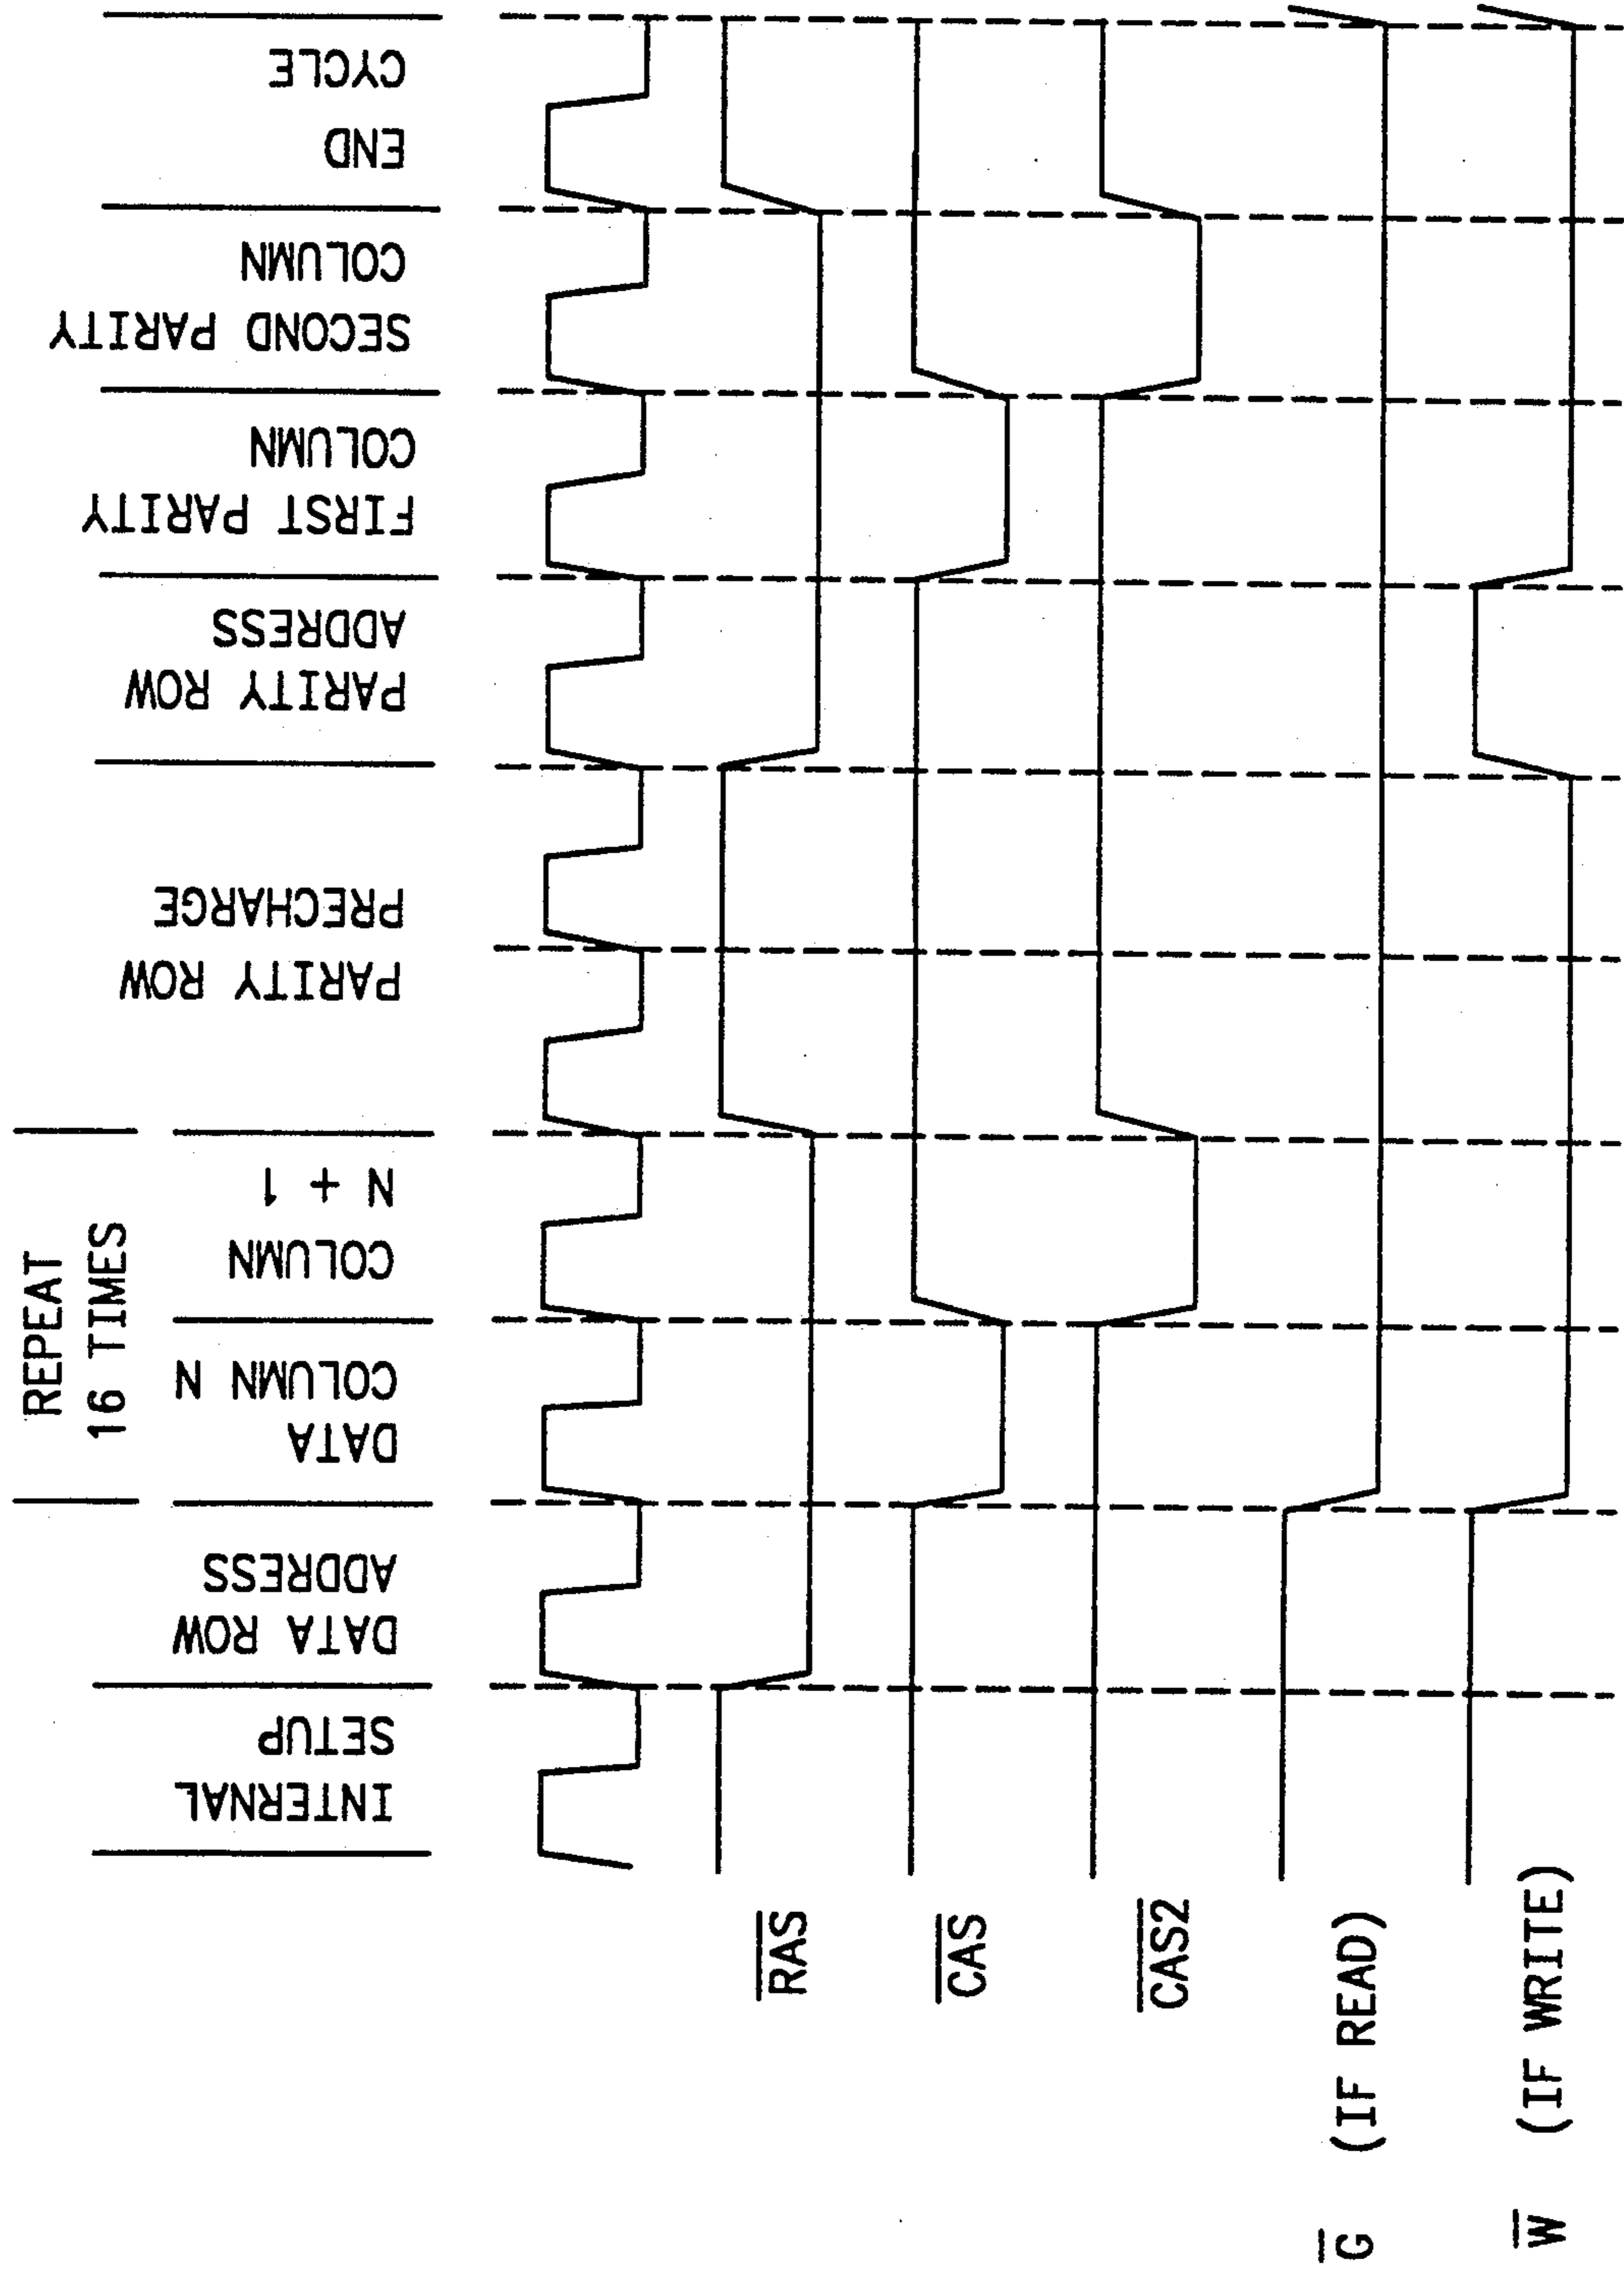 REPEAT
16 TIMES
INTERNAL
SETUP
DATA ROW
ADDRESS
DATA
COLUMN N
COLUMN
N + 1
PARITY ROW
PRECHARGE
PARITY ROW
ADDRESS
FIRST PARITY
COLUMN
SECOND PARITY
COLUMN
END
CYCLE
RAS
CAS
CAS2
G (IF READ)
W (IF WRITE)